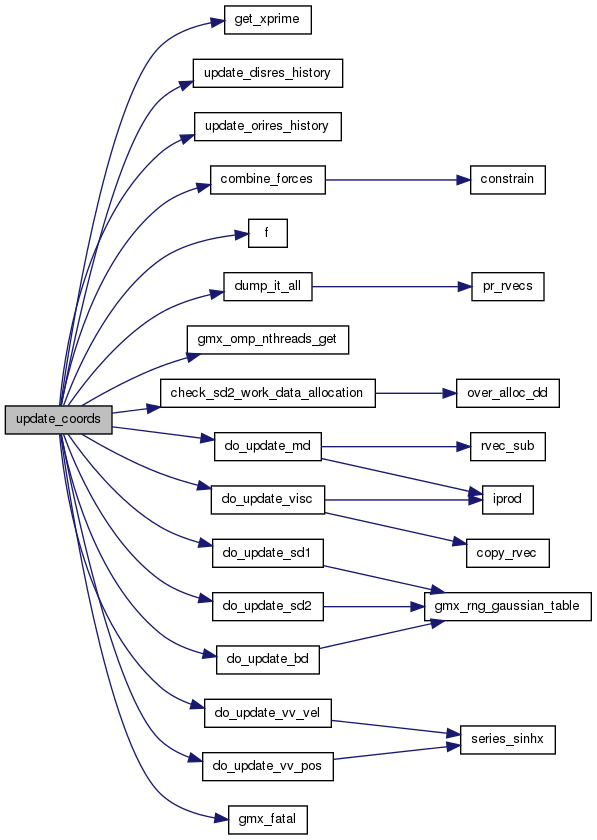 get_xprime
update_disres_history
update_orires_history
combine_forces
constrain
f
dump_it_all
pr_rvecs
gmx_omp_nthreads_get
check_sd2_work_data_allocation
over_alloc_dd
update_coords
do_update_md
rvec_sub
do_update_visc
iprod
do_update_sd1
copy_rvec
do_update_sd2
gmx_rng_gaussian_table
do_update_bd
do_update_vv_vel
series_sinhx
do_update_vv_pos
gmx_fatal